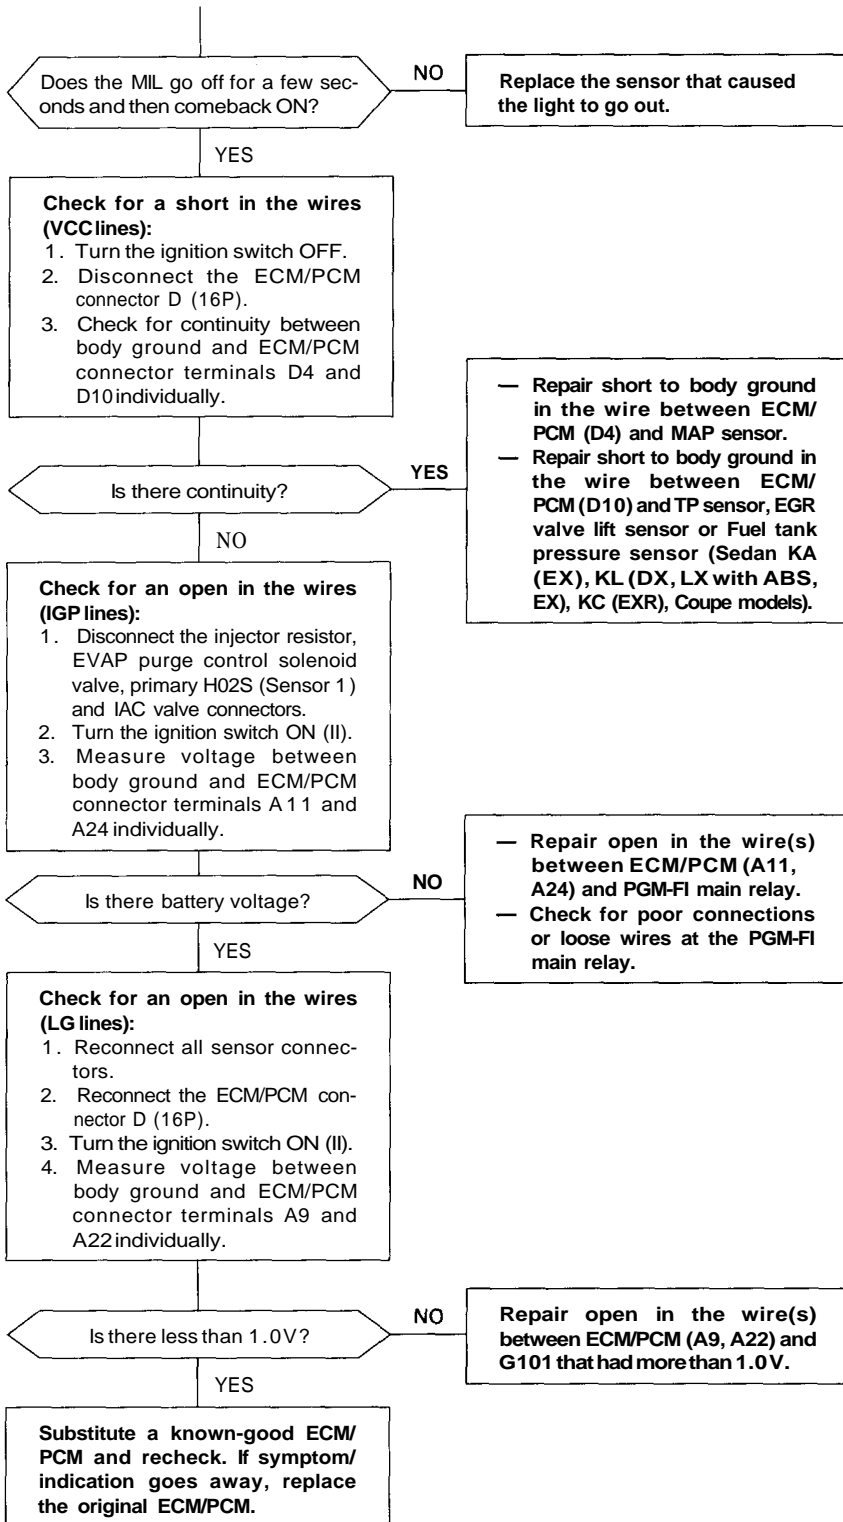 Does the MIL go off for a few sec-
onds and then comeback ON?
NO
Replace the sensor that caused
the light to go out.
YES
Check for a short in the wires
(VCC lines):
1. Turn the ignition switch OFF.
2. Disconnect the ECM/PCM
connector D (16P).
3. Check for continuity between
body ground and ECM/PCM
connector terminals D4 and
D10 individually.
Is there continuity?
YES
— Repair short to body ground
in the wire between ECM/
PCM (D4) and MAP sensor.
— Repair short to body ground in
the wire between ECM/
PCM (D10) and TP sensor, EGR
valve lift sensor or Fuel tank
pressure sensor (Sedan KA
(EX), KL (DX, LX with ABS,
EX), KC (EXR), Coupe models).
NO
Check for an open in the wires
(IGP lines):
1. Disconnect the injector resistor,
EVAP purge control solenoid
valve, primary H02S (Sensor 1)
and IAC valve connectors.
2. Turn the ignition switch ON (II).
3. Measure voltage between
body ground and ECM/PCM
connector terminals A11 and
A24 individually.
Is there battery voltage?
NO
— Repair open in the wire(s)
between ECM/PCM (A11,
A24) and PGM-FI main relay.
— Check for poor connections
or loose wires at the PGM-FI
main relay.
YES
Check for an open in the wires
(LG lines):
1. Reconnect all sensor connec-
tors.
2. Reconnect the ECM/PCM con-
nector D (16P).
3. Turn the ignition switch ON (II).
4. Measure voltage between
body ground and ECM/PCM
connector terminals A9 and
A22 individually.
Is there less than 1.0V?
NO
Repair open in the wire(s)
between ECM/PCM (A9, A22) and
G101 that had more than 1.0V.
YES
Substitute a known-good ECM/
PCM and recheck. If symptom/
indication goes away, replace
the original ECM/PCM.